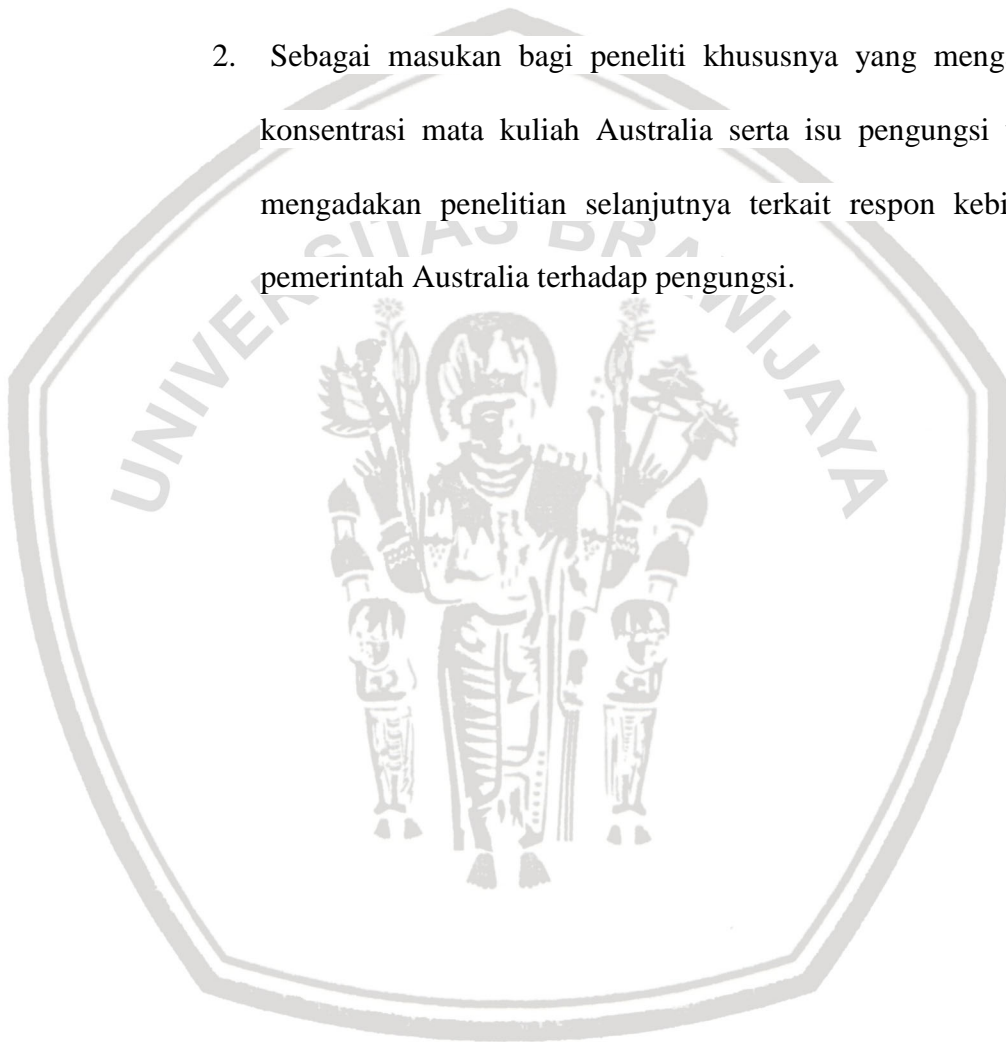 2. Sebagai masukan bagi peneliti khususnya yang meng
konsentrasi mata kuliah Australia serta isu pengungsi
mengadakan penelitian selanjutnya terkait respon kebi
pemerintah Australia terhadap pengungsi.
UNIVERSITAS BRAWIJAYA